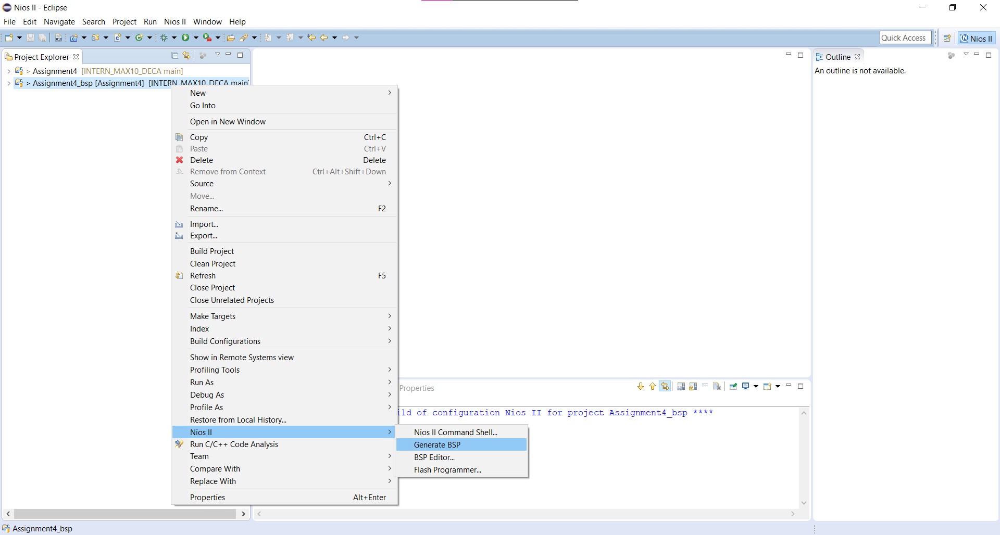 Nios II - Eclipse
File Edit Navigate Search Project Run Nios II Window Help
Quick Access
Nios II
Project Explorer
> Assignment4 [INTERN_MAX10_DECA main]
> Assignment4_bsp [Assignment4] [INTERN_MAX10_DECA main
New
Go Into
Open in New Window
Copy Ctrl+C
Paste Ctrl+V
Delete Delete
Remove from Context Ctrl+Alt+Shift+Down
Source
Move...
Rename... F2
Import...
Export...
Build Project
Clean Project
Refresh F5
Close Project
Close Unrelated Projects
Make Targets
Index
Build Configurations
Show in Remote Systems view
Profiling Tools
Run As
Debug As
Profile As
Restore from Local History...
Nios II
Run C/C++ Code Analysis
Team
Compare With
Replace With
Properties Alt+Enter
Nios II Command Shell...
Generate BSP
BSP Editor...
Flash Programmer...
Properties
ild of configuration Nios II for project Assignment4_bsp ****
Outline
An outline is not available.
Assignment4_bsp